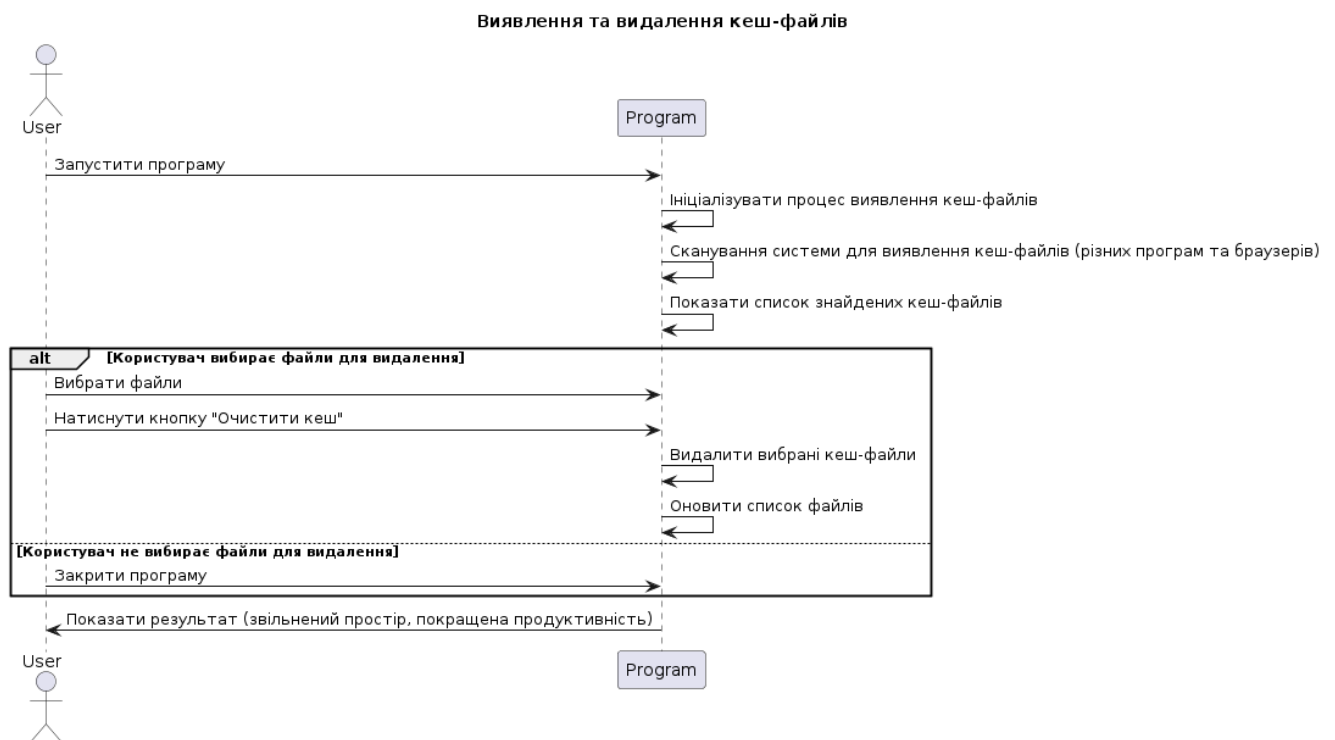 Виявлення та видалення кеш-файлів
User
Program
Запустити програму
Ініціалізувати процес виявлення кеш-файлів
Сканування системи для виявлення кеш-файлів (різних програм та браузерів)
Показати список знайдених кеш-файлів
alt [Користувач вибирає файли для видалення]
Вибрати файли
Натиснути кнопку "Очистити кеш"
Видалити вибрані кеш-файли
Оновити список файлів
[Користувач не вибирає файли для видалення]
Закрити програму
Показати результат (звільнений простір, покращена продуктивність)
User
Program